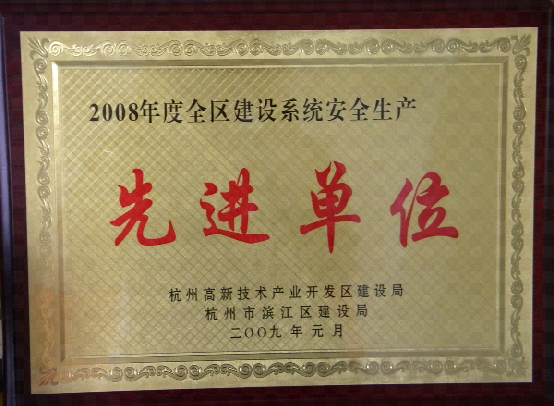 2008年度全区建设系统安全生产
先进单位
杭州高新技术产业开发区建设局
杭州市滨江区建设局
二〇〇九年元月